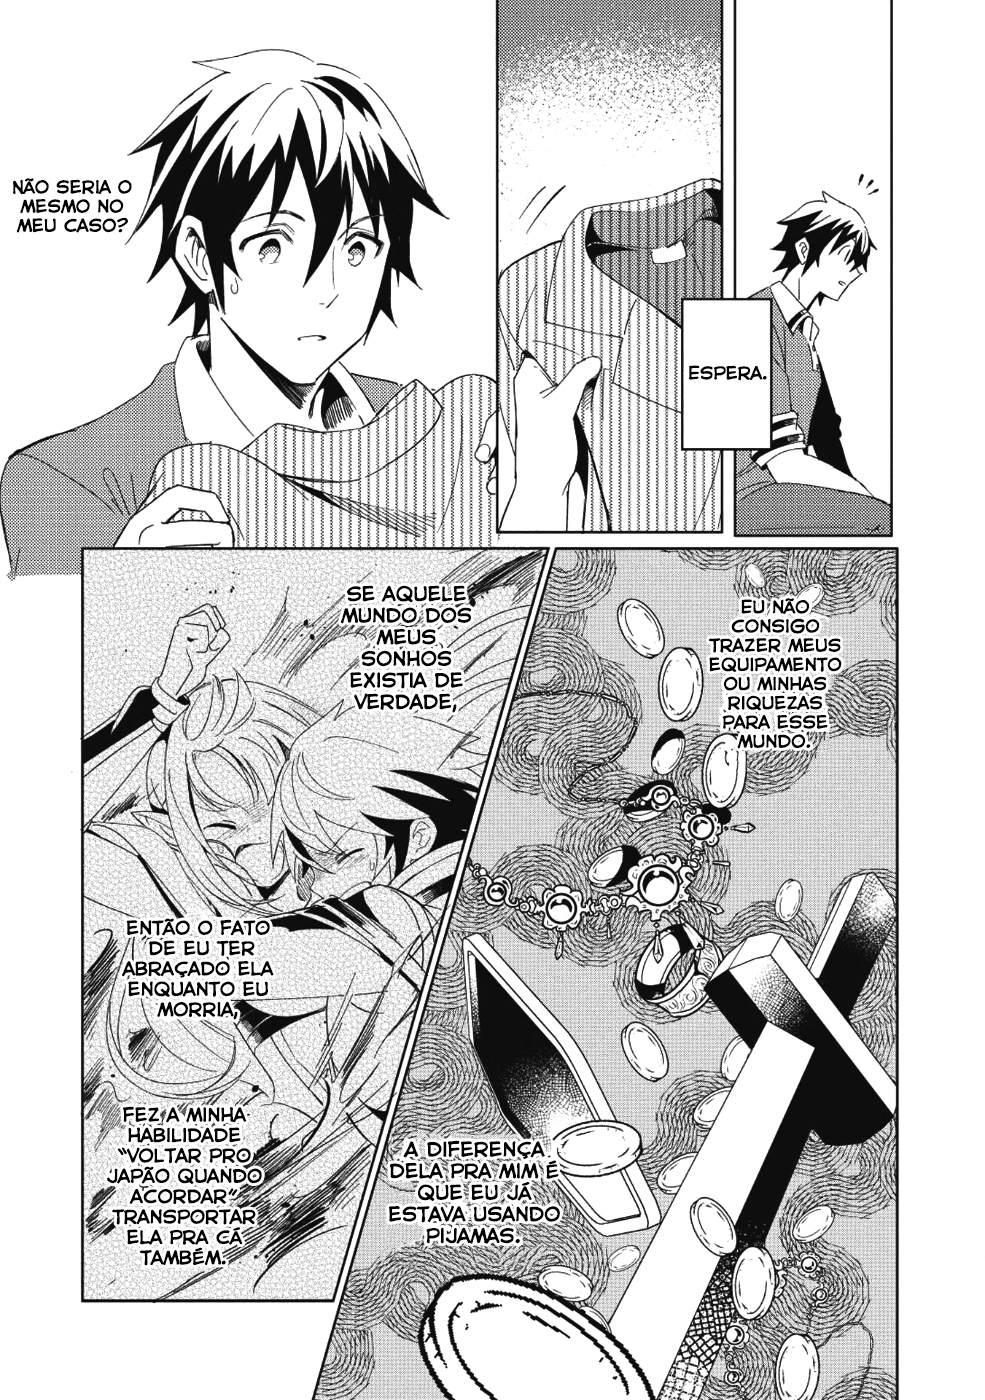 ESPERA.
NÃO SERIA O
MESMO NO
MEU CASO?
EU NÃO
CONSIGO
TRAZER MEUS
EQUIPAMENTO
OU MINHAS
RIQUEZAS
PARA ESSE
MUNDO.
A DIFERENÇA
DELA PRA MIM É
QUE EU JÁ
ESTAVA USANDO
PIJAMAS.
SE AQUELE
MUNDO DOS
MEUS
SONHOS
EXISTIA DE
VERDADE,
ENTÃO O FATO
DE EU TER
ABRAÇADO ELA
ENQUANTO EU
MORRIA,
FEZ A MINHA
HABILIDADE
"VOLTAR PRO
JAPÃO QUANDO
ACORDAR"
TRANSPORTAR
ELA PRA CÁ
TAMBÉM.